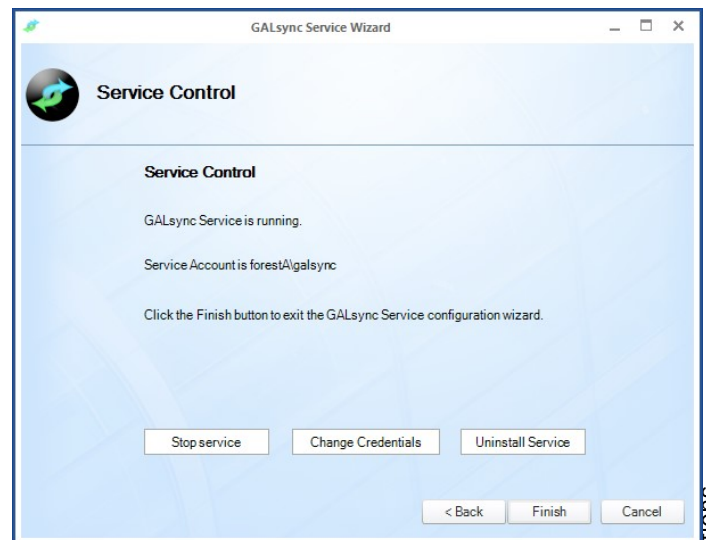 GALsync Service Wizard
Service Control
Service Control
GALsync Service is running.
Service Account is forestA\galsync
Click the Finish button to exit the GALsync Service configuration wizard.
Stop service Change Credentials Uninstall Service
< Back Finish Cancel